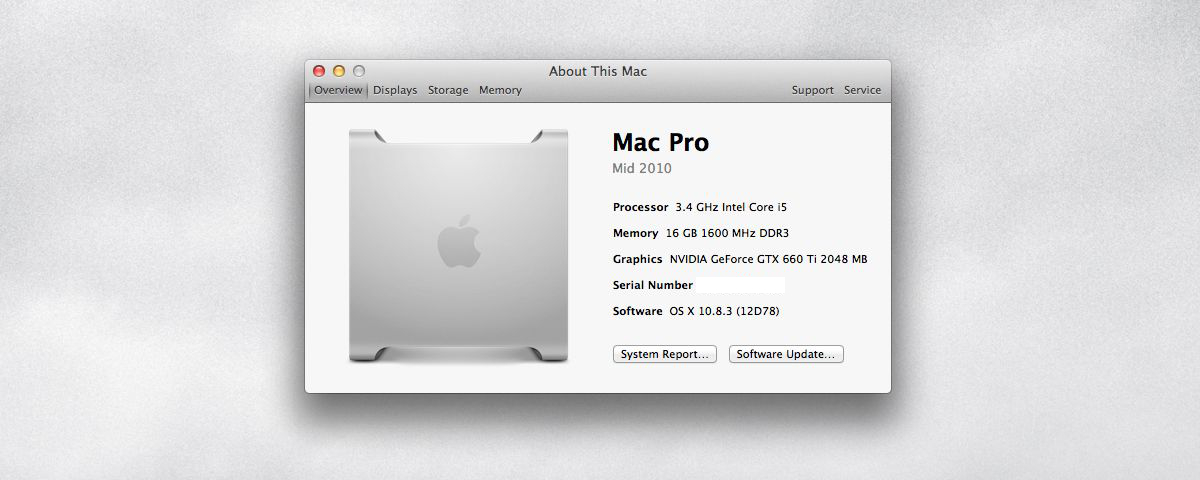 About This Mac
Overview Displays Storage Memory Support Service
Mac Pro
Mid 2010
Processor 3.4 GHz Intel Core i5
Memory 16 GB 1600 MHz DDR3
Graphics NVIDIA GeForce GTX 660 Ti 2048 MB
Serial Number
Software OS X 10.8.3 (12D78)
System Report... Software Update...